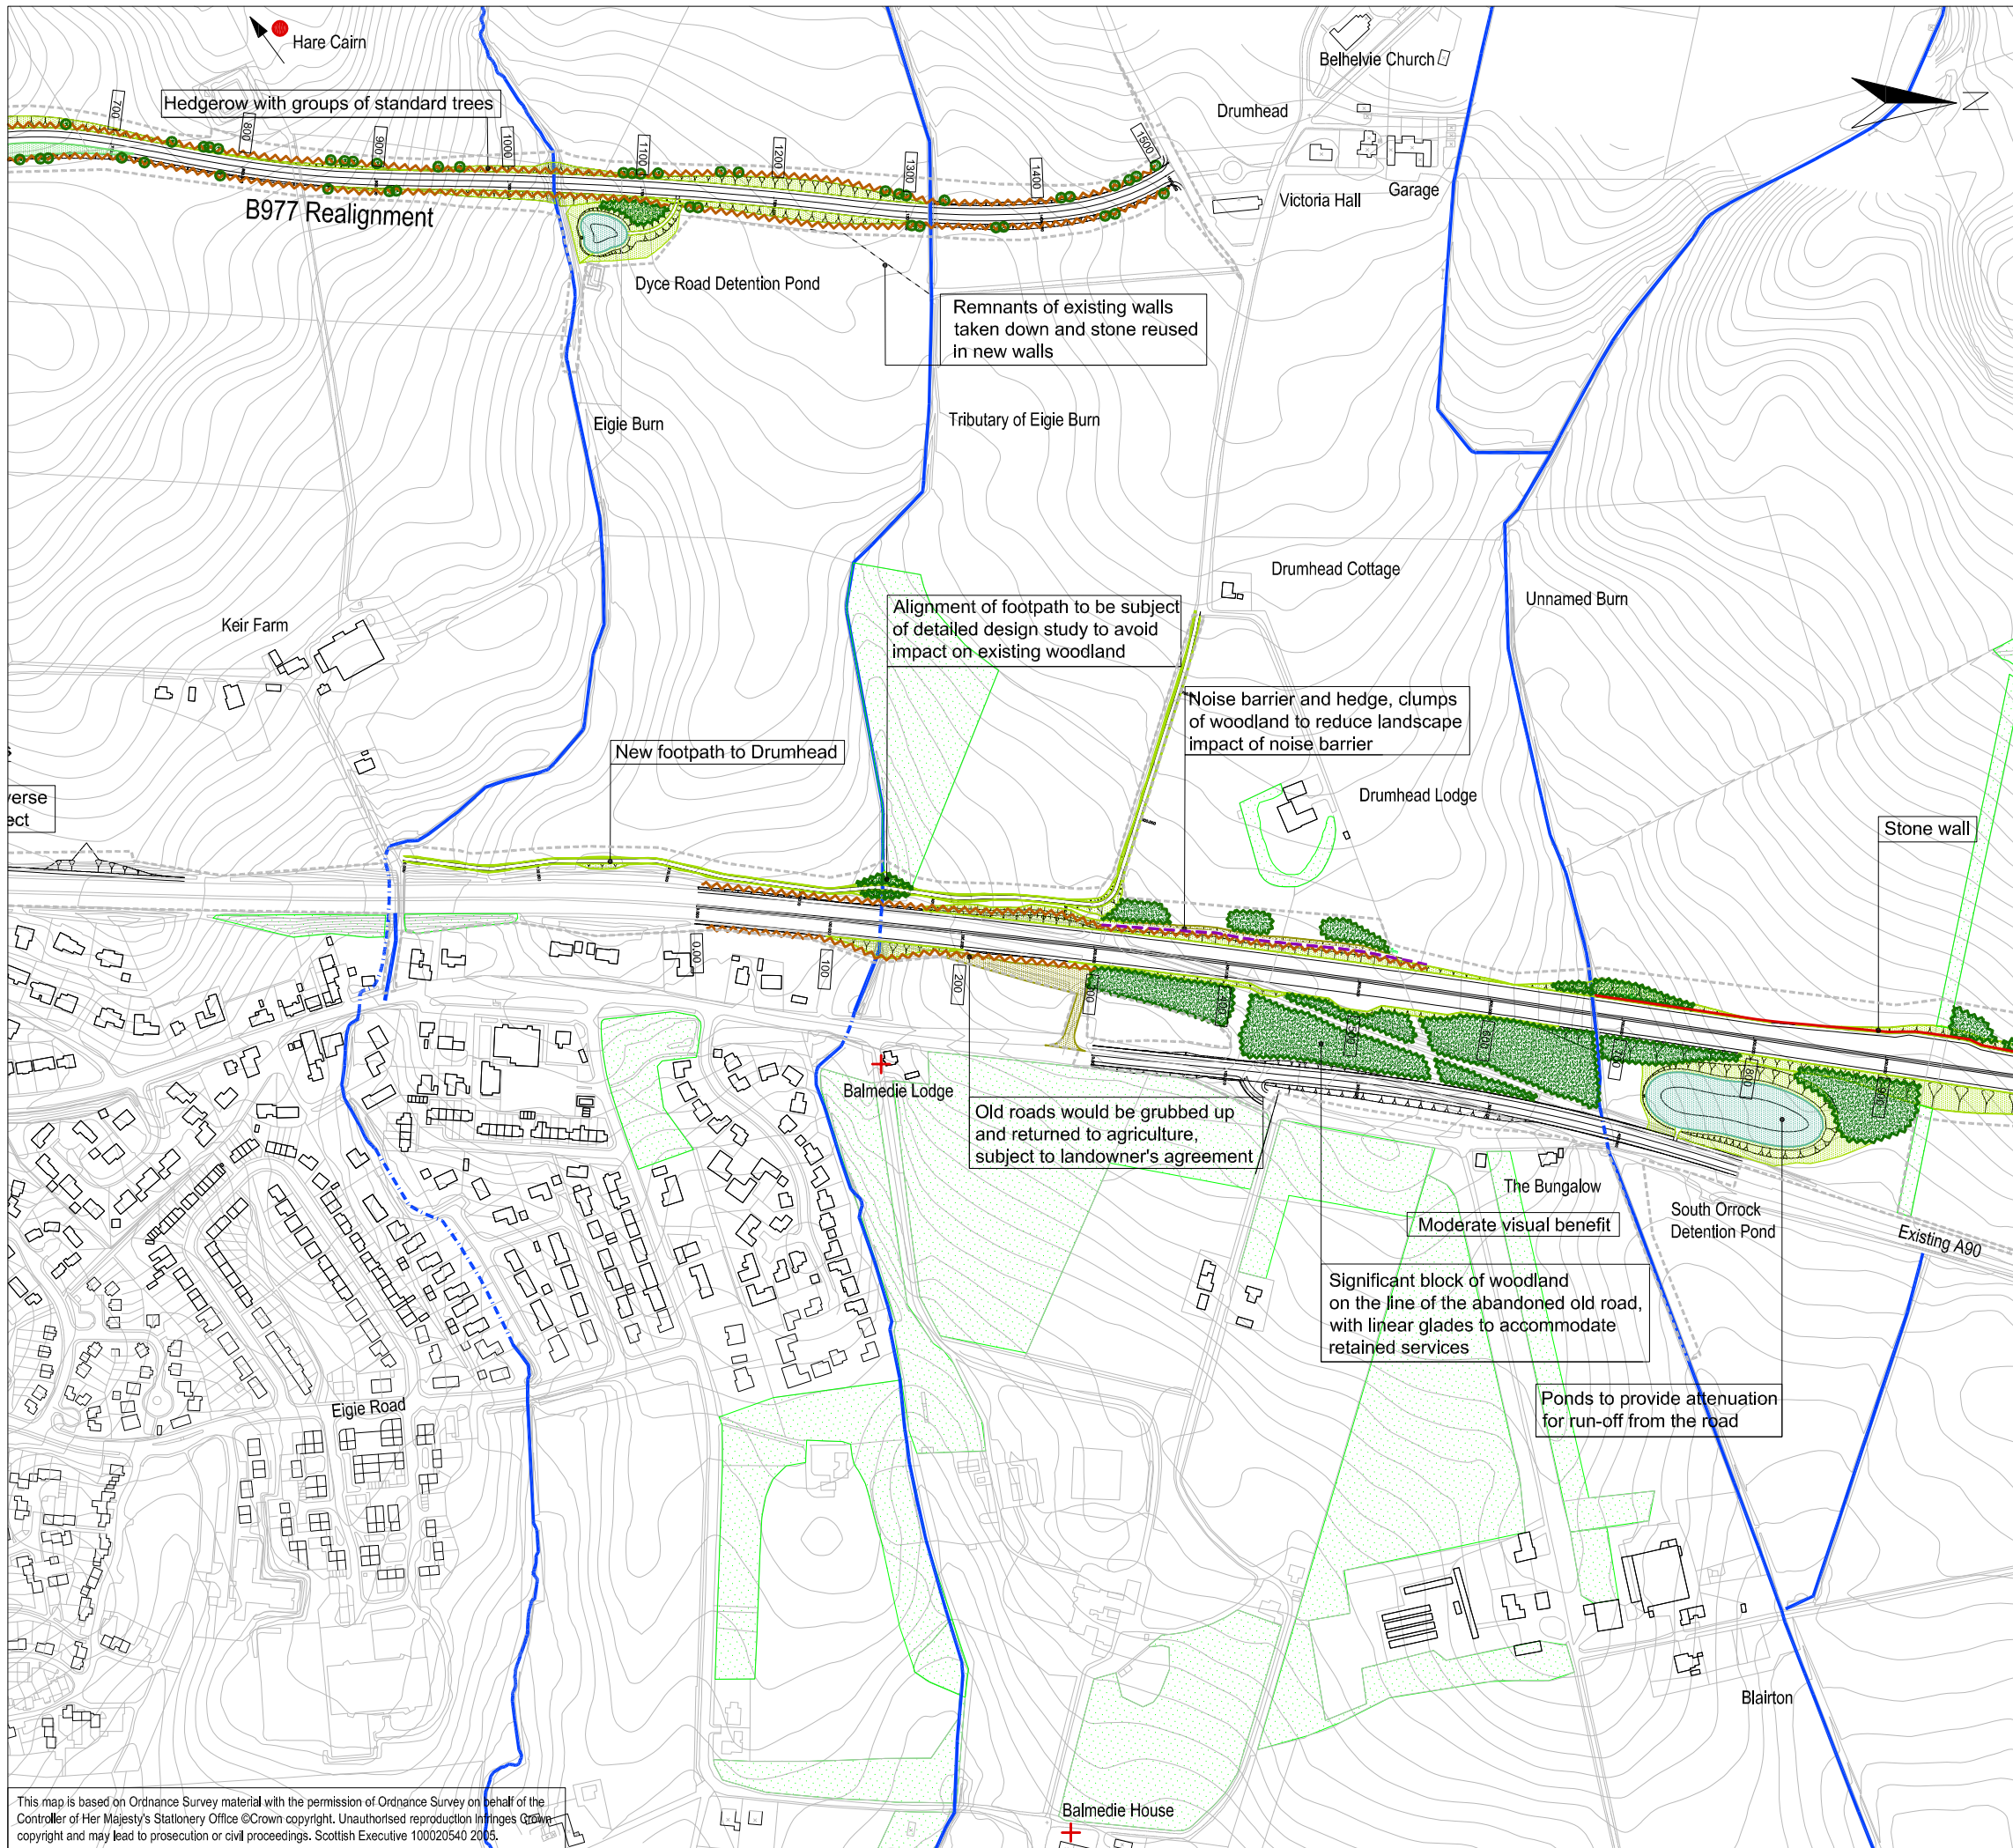 Hare Cairn
Belhelvie Church
N
Hedgerow with groups of standard trees
Drumhead
700
800
900
1000
1100
1200
1300
1400
1500
B977 Realignment
Victoria Hall
Garage
Dyce Road Detention Pond
Remnants of existing walls
taken down and stone reused
in new walls
Eigie Burn
Tributary of Eigie Burn
Drumhead Cottage
Unnamed Burn
Keir Farm
Alignment of footpath to be subject
of detailed design study to avoid
impact on existing woodland
Noise barrier and hedge, clumps
of woodland to reduce landscape
impact of noise barrier
New footpath to Drumhead
Drumhead Lodge
s
verse
ect
Stone wall
0.00
100
200
800
900
Balmedie Lodge
Old roads would be grubbed up
and returned to agriculture,
subject to landowner's agreement
The Bungalow
South Orrock
Detention Pond
Moderate visual benefit
Existing A90
Significant block of woodland
on the line of the abandoned old road,
with linear glades to accommodate
retained services
Ponds to provide attenuation
for run-off from the road
Eigie Road
Blairton
Balmedie House
This map is based on Ordnance Survey material with the permission of Ordnance Survey on behalf of the
Controller of Her Majesty's Stationery Office ©Crown copyright. Unauthorised reproduction infringes Crown
copyright and may lead to prosecution or civil proceedings. Scottish Executive 100020540 2005.